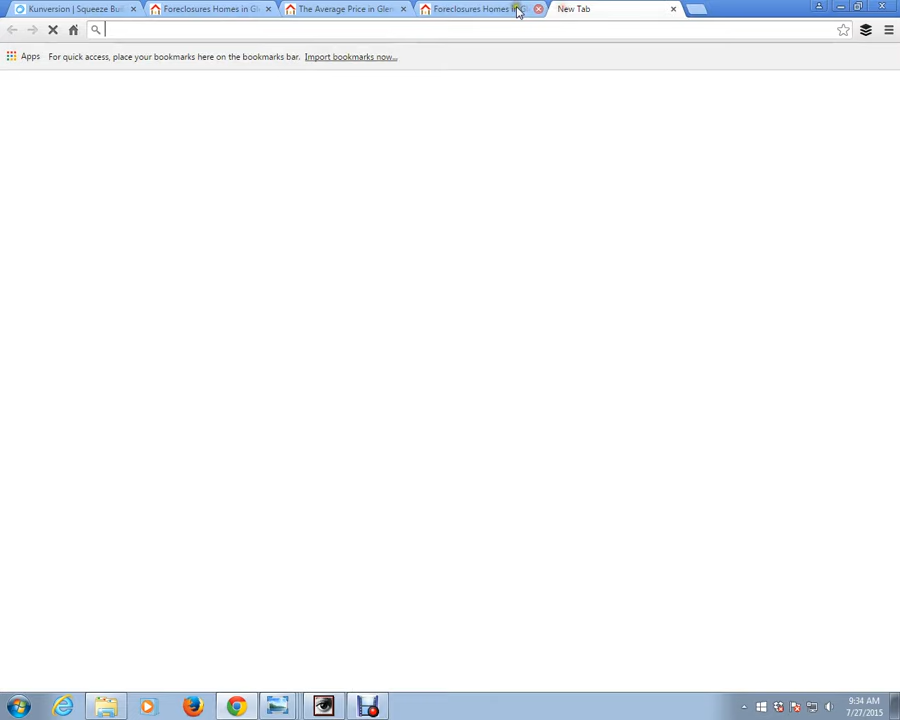 Kunversion | Squeeze Bui
Foreclosures Homes in Gl
The Average Price in Glen
Foreclosures Homes in G
New Tab
Apps
For quick access, place your bookmarks here on the bookmarks bar. Import bookmarks now...
9:34 AM
7/27/2015